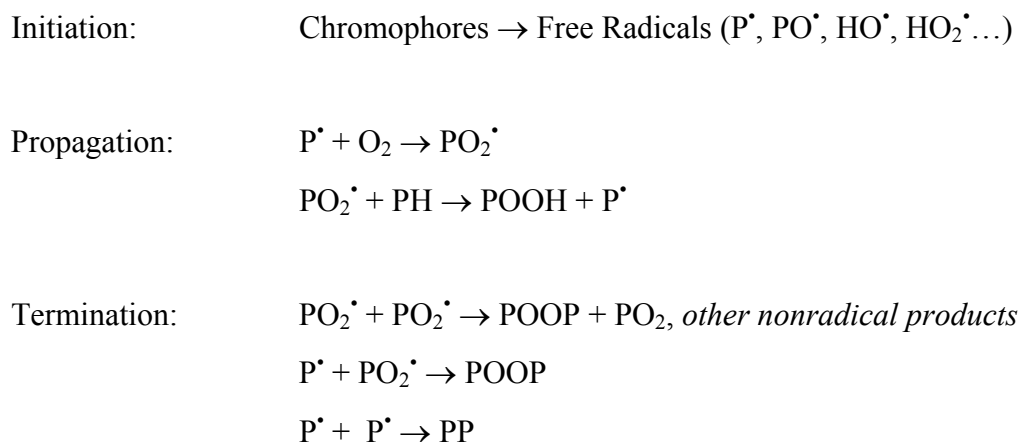 Initiation: Chromophores → Free Radicals (P•, PO•, HO•, HO₂•…)
Propagation: P• + O₂ → PO₂•
PO₂• + PH → POOH + P•
Termination: PO₂• + PO₂• → POOP + PO₂, other nonradical products
P• + PO₂• → POOP
P• + P• → PP